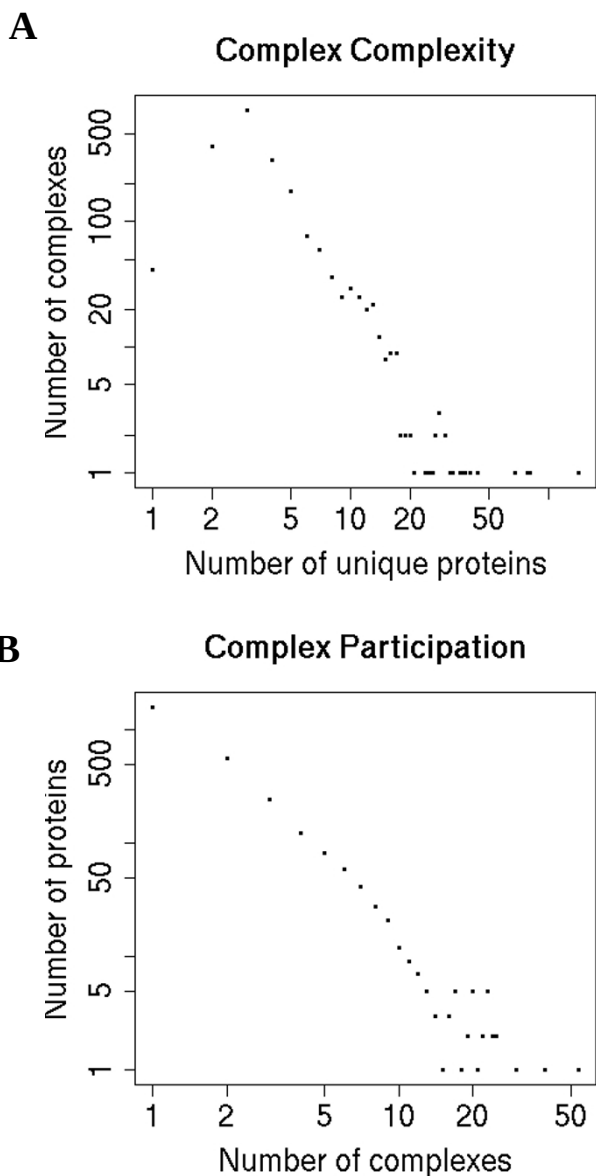 A
Complex Complexity
Number of complexes
500
100
20
5
1
1 2 5 10 20 50
Number of unique proteins
B
Complex Participation
Number of proteins
500
50
5
1
1 2 5 10 20 50
Number of complexes